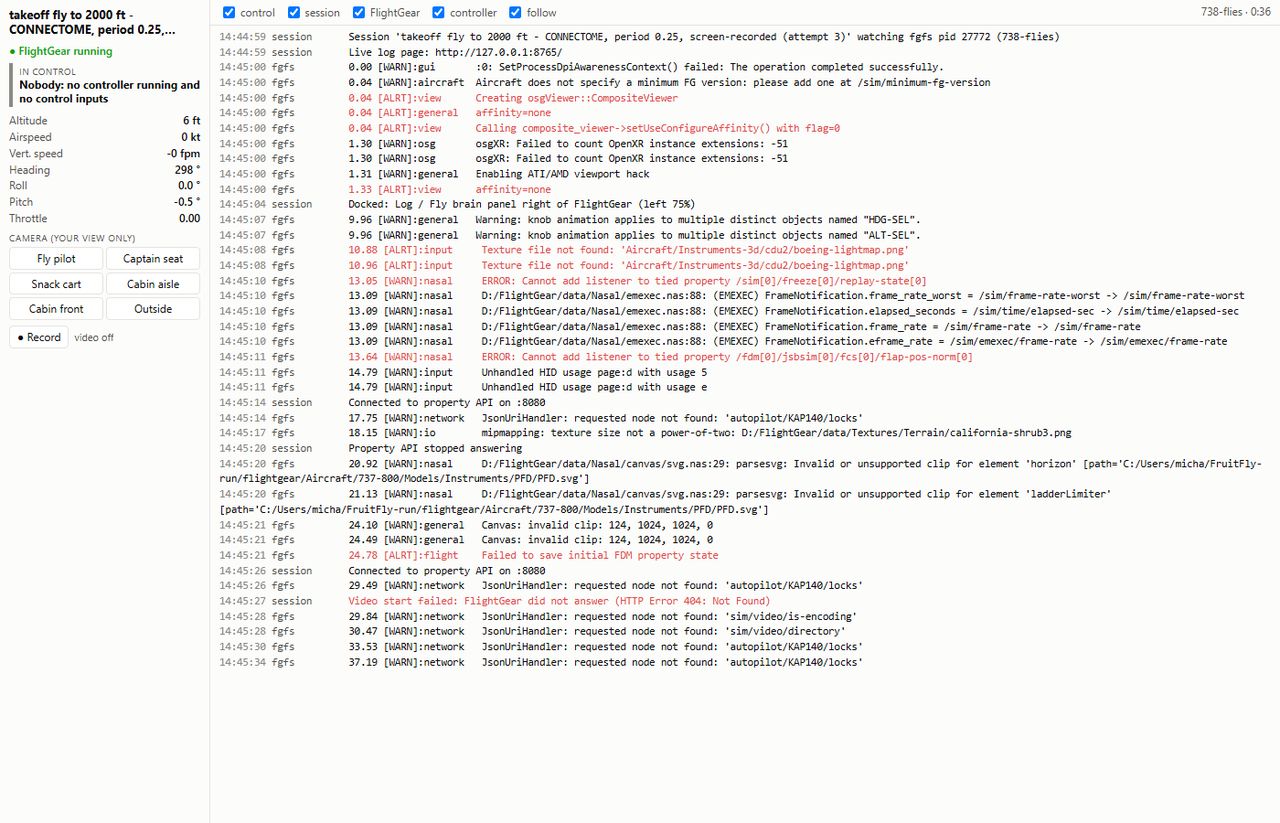 takeoff fly to 2000 ft -
CONNECTOME, period 0.25,...
● FlightGear running
IN CONTROL
Nobody: no controller running and
no control inputs
Altitude 6 ft
Airspeed 0 kt
Vert. speed -0 fpm
Heading 298 °
Roll 0.0 °
Pitch -0.5 °
Throttle 0.00
CAMERA (YOUR VIEW ONLY)
Fly pilot Captain seat
Snack cart Cabin aisle
Cabin front Outside
● Record video off
control session FlightGear controller follow 738-flies · 0:36
14:44:59 session Session 'takeoff fly to 2000 ft - CONNECTOME, period 0.25, screen-recorded (attempt 3)' watching fgfs pid 27772 (738-flies)
14:44:59 session Live log page: http://127.0.0.1:8765/
14:45:00 fgfs 0.00 [WARN]:gui :0: SetProcessDpiAwarenessContext() failed: The operation completed successfully.
14:45:00 fgfs 0.04 [WARN]:aircraft Aircraft does not specify a minimum FG version: please add one at /sim/minimum-fg-version
14:45:00 fgfs 0.04 [ALRT]:view Creating osgViewer::CompositeViewer
14:45:00 fgfs 0.04 [ALRT]:general affinity=none
14:45:00 fgfs 0.04 [ALRT]:view Calling composite_viewer->setUseConfigureAffinity() with flag=0
14:45:00 fgfs 1.30 [WARN]:osg osgXR: Failed to count OpenXR instance extensions: -51
14:45:00 fgfs 1.30 [WARN]:osg osgXR: Failed to count OpenXR instance extensions: -51
14:45:00 fgfs 1.31 [WARN]:general Enabling ATI/AMD viewport hack
14:45:00 fgfs 1.33 [ALRT]:view affinity=none
14:45:04 session Docked: Log / Fly brain panel right of FlightGear (left 75%)
14:45:07 fgfs 9.96 [WARN]:general Warning: knob animation applies to multiple distinct objects named "HDG-SEL".
14:45:07 fgfs 9.96 [WARN]:general Warning: knob animation applies to multiple distinct objects named "ALT-SEL".
14:45:08 fgfs 10.88 [ALRT]:input Texture file not found: 'Aircraft/Instruments-3d/cdu2/boeing-lightmap.png'
14:45:08 fgfs 10.96 [ALRT]:input Texture file not found: 'Aircraft/Instruments-3d/cdu2/boeing-lightmap.png'
14:45:10 fgfs 13.05 [WARN]:nasal ERROR: Cannot add listener to tied property /sim[0]/freeze[0]/replay-state[0]
14:45:10 fgfs 13.09 [WARN]:nasal D:/FlightGear/data/Nasal/emexec.nas:88: (EMEXEC) FrameNotification.frame_rate_worst = /sim/frame-rate-worst -> /sim/frame-rate-worst
14:45:10 fgfs 13.09 [WARN]:nasal D:/FlightGear/data/Nasal/emexec.nas:88: (EMEXEC) FrameNotification.elapsed_seconds = /sim/time/elapsed-sec -> /sim/time/elapsed-sec
14:45:10 fgfs 13.09 [WARN]:nasal D:/FlightGear/data/Nasal/emexec.nas:88: (EMEXEC) FrameNotification.frame_rate = /sim/frame-rate -> /sim/frame-rate
14:45:10 fgfs 13.09 [WARN]:nasal D:/FlightGear/data/Nasal/emexec.nas:88: (EMEXEC) FrameNotification.eframe_rate = /sim/emexec/frame-rate -> /sim/emexec/frame-rate
14:45:11 fgfs 13.64 [WARN]:nasal ERROR: Cannot add listener to tied property /fdm[0]/jsbsim[0]/fcs[0]/flap-pos-norm[0]
14:45:11 fgfs 14.79 [WARN]:input Unhandled HID usage page:d with usage 5
14:45:11 fgfs 14.79 [WARN]:input Unhandled HID usage page:d with usage e
14:45:14 session Connected to property API on :8080
14:45:14 fgfs 17.75 [WARN]:network JsonUriHandler: requested node not found: 'autopilot/KAP140/locks'
14:45:17 fgfs 18.15 [WARN]:io mipmapping: texture size not a power-of-two: D:/FlightGear/data/Textures/Terrain/california-shrub3.png
14:45:20 session Property API stopped answering
14:45:20 fgfs 20.92 [WARN]:nasal D:/FlightGear/data/Nasal/canvas/svg.nas:29: parsesvg: Invalid or unsupported clip for element 'horizon' [path='C:/Users/micha/FruitFly-
run/flightgear/Aircraft/737-800/Models/Instruments/PFD/PFD.svg']
14:45:20 fgfs 21.13 [WARN]:nasal D:/FlightGear/data/Nasal/canvas/svg.nas:29: parsesvg: Invalid or unsupported clip for element 'ladderLimiter'
[path='C:/Users/micha/FruitFly-run/flightgear/Aircraft/737-800/Models/Instruments/PFD/PFD.svg']
14:45:21 fgfs 24.10 [WARN]:general Canvas: invalid clip: 124, 1024, 1024, 0
14:45:21 fgfs 24.49 [WARN]:general Canvas: invalid clip: 124, 1024, 1024, 0
14:45:21 fgfs 24.78 [ALRT]:flight Failed to save initial FDM property state
14:45:26 session Connected to property API on :8080
14:45:26 fgfs 29.49 [WARN]:network JsonUriHandler: requested node not found: 'autopilot/KAP140/locks'
14:45:27 session Video start failed: FlightGear did not answer (HTTP Error 404: Not Found)
14:45:28 fgfs 29.84 [WARN]:network JsonUriHandler: requested node not found: 'sim/video/is-encoding'
14:45:28 fgfs 30.47 [WARN]:network JsonUriHandler: requested node not found: 'sim/video/directory'
14:45:30 fgfs 33.53 [WARN]:network JsonUriHandler: requested node not found: 'autopilot/KAP140/locks'
14:45:34 fgfs 37.19 [WARN]:network JsonUriHandler: requested node not found: 'autopilot/KAP140/locks'